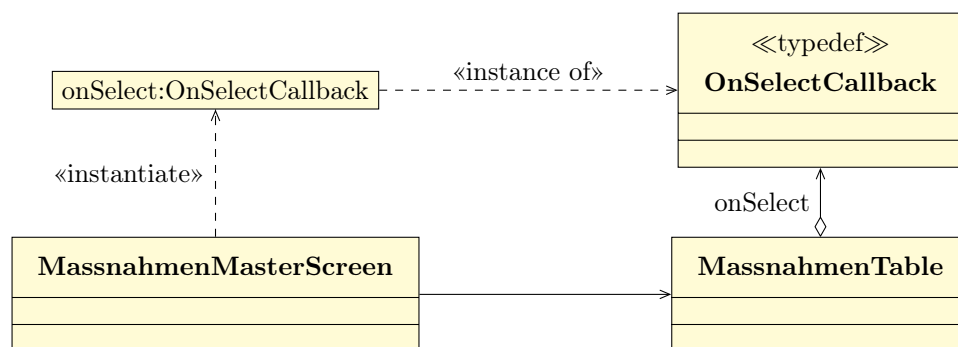 ≪typedef≫
OnSelectCallback
«instance of»
onSelect:OnSelectCallback
«instantiate»
onSelect
MassnahmenMasterScreen
MassnahmenTable